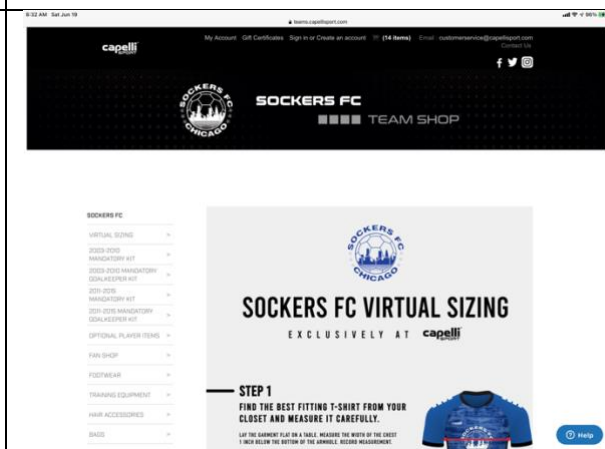 8:32 AM Sat Jun 19
95%
teams.capellisport.com
My Account Gift Certificates Sign in or Create an account (14 items) Email : customerservice@capellisport.com
Contact Us
capelli
SPORT
SOCKERS FC
CHICAGO
SOCKERS FC
TEAM SHOP
SOCKERS FC
VIRTUAL SIZING >
2003-2010
MANDATORY KIT >
2003-2010 MANDATORY
GOALKEEPER KIT >
2011-2015
MANDATORY KIT >
2011-2015 MANDATORY
GOALKEEPER KIT >
OPTIONAL PLAYER ITEMS >
FAN SHOP >
FOOTWEAR >
TRAINING EQUIPMENT >
HAIR ACCESSORIES >
BAGS >
SOCKERS FC
CHICAGO
SOCKERS FC VIRTUAL SIZING
EXCLUSIVELY AT capelli
SPORT
STEP 1
FIND THE BEST FITTING T-SHIRT FROM YOUR
CLOSET AND MEASURE IT CAREFULLY.
LAY THE GARMENT FLAT ON A TABLE. MEASURE THE WIDTH OF THE CHEST
1 INCH BELOW THE BOTTOM OF THE ARMHOLE. RECORD MEASUREMENT.
Help